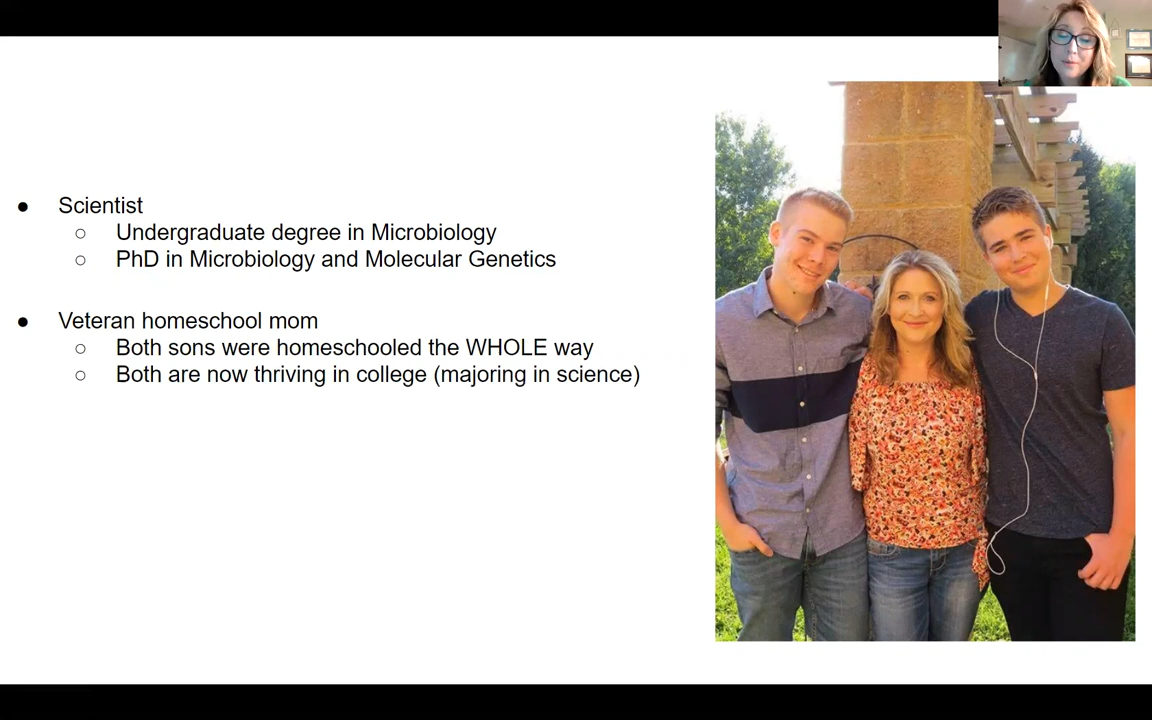 ● Scientist
○ Undergraduate degree in Microbiology
○ PhD in Microbiology and Molecular Genetics
● Veteran homeschool mom
○ Both sons were homeschooled the WHOLE way
○ Both are now thriving in college (majoring in science)